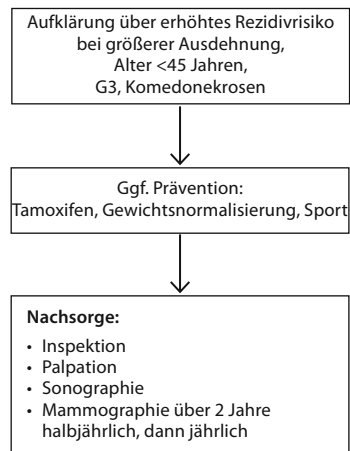 Aufklärung über erhöhtes Rezidivrisiko
bei größerer Ausdehnung,
Alter <45 Jahren,
G3, Komedonekrosen
Ggf. Prävention:
Tamoxifen, Gewichtsnormalisierung, Sport
Nachsorge:
• Inspektion
• Palpation
• Sonographie
• Mammographie über 2 Jahre
halbjährlich, dann jährlich